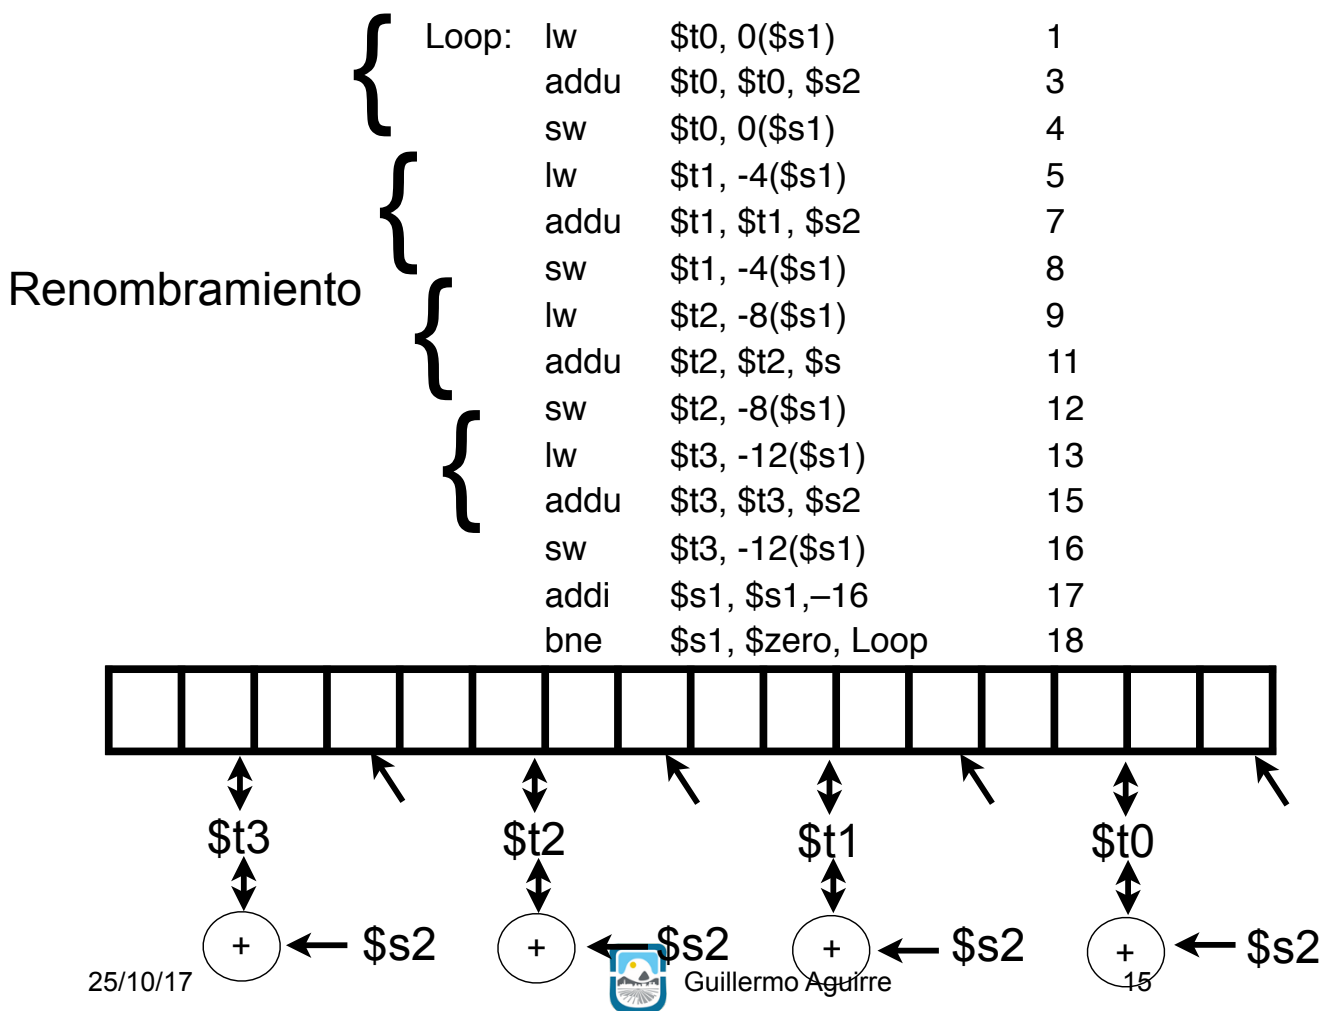 Loop: lw $t0, 0($s1) 1
addu $t0, $t0, $s2 3
sw $t0, 0($s1) 4
lw $t1, -4($s1) 5
addu $t1, $t1, $s2 7
sw $t1, -4($s1) 8
Renombramiento
lw $t2, -8($s1) 9
addu $t2, $t2, $s 11
sw $t2, -8($s1) 12
lw $t3, -12($s1) 13
addu $t3, $t3, $s2 15
sw $t3, -12($s1) 16
addi $s1, $s1,–16 17
bne $s1, $zero, Loop 18
$t3 $t2 $t1 $t0
+ $s2 + $s2 + $s2 + $s2
25/10/17 Guillermo Aguirre 15